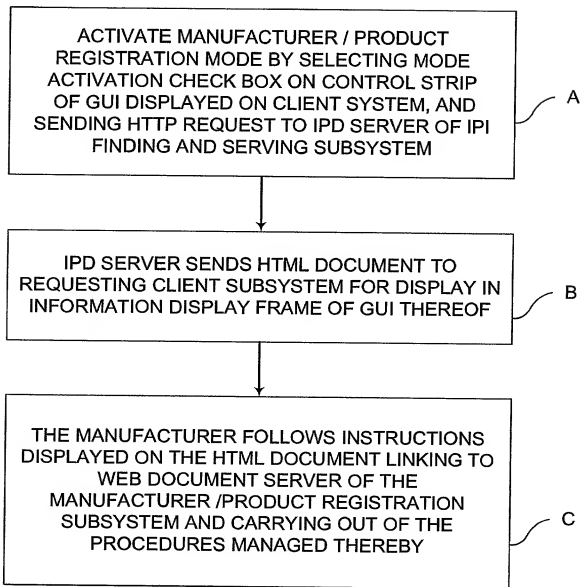 ACTIVATE MANUFACTURER / PRODUCT
REGISTRATION MODE BY SELECTING MODE
ACTIVATION CHECK BOX ON CONTROL STRIP
OF GUI DISPLAYED ON CLIENT SYSTEM, AND
SENDING HTTP REQUEST TO IPD SERVER OF IPI
FINDING AND SERVING SUBSYSTEM
A
IPD SERVER SENDS HTML DOCUMENT TO
REQUESTING CLIENT SUBSYSTEM FOR DISPLAY IN
INFORMATION DISPLAY FRAME OF GUI THEREOF
B
THE MANUFACTURER FOLLOWS INSTRUCTIONS
DISPLAYED ON THE HTML DOCUMENT LINKING TO
WEB DOCUMENT SERVER OF THE
MANUFACTURER /PRODUCT REGISTRATION
SUBSYSTEM AND CARRYING OUT OF THE
PROCEDURES MANAGED THEREBY
C